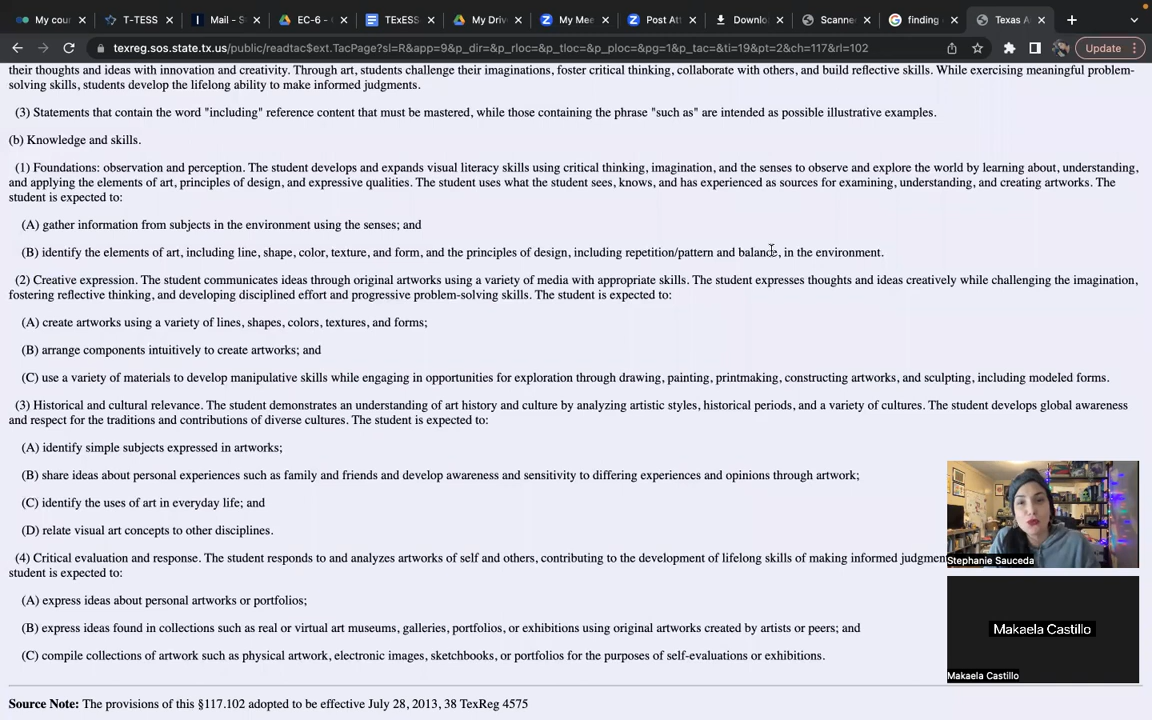 My cour
T-TESS
Mail - S
EC-6 -
TExESS
My Driv
My Mee
Post At
Downlo
Scanne
finding
Texas A
texreg.sos.state.tx.us/public/readtac$ext.TacPage?sl=R&app=9&p_dir=&p_rloc=&p_tloc=&p_ploc=&pg=1&p_tac=&ti=19&pt=2&ch=117&rl=102
Update
their thoughts and ideas with innovation and creativity. Through art, students challenge their imaginations, foster critical thinking, collaborate with others, and build reflective skills. While exercising meaningful problem-
solving skills, students develop the lifelong ability to make informed judgments.
(3) Statements that contain the word "including" reference content that must be mastered, while those containing the phrase "such as" are intended as possible illustrative examples.
(b) Knowledge and skills.
(1) Foundations: observation and perception. The student develops and expands visual literacy skills using critical thinking, imagination, and the senses to observe and explore the world by learning about, understanding,
and applying the elements of art, principles of design, and expressive qualities. The student uses what the student sees, knows, and has experienced as sources for examining, understanding, and creating artworks. The
student is expected to:
(A) gather information from subjects in the environment using the senses; and
(B) identify the elements of art, including line, shape, color, texture, and form, and the principles of design, including repetition/pattern and balance, in the environment.
(2) Creative expression. The student communicates ideas through original artworks using a variety of media with appropriate skills. The student expresses thoughts and ideas creatively while challenging the imagination,
fostering reflective thinking, and developing disciplined effort and progressive problem-solving skills. The student is expected to:
(A) create artworks using a variety of lines, shapes, colors, textures, and forms;
(B) arrange components intuitively to create artworks; and
(C) use a variety of materials to develop manipulative skills while engaging in opportunities for exploration through drawing, painting, printmaking, constructing artworks, and sculpting, including modeled forms.
(3) Historical and cultural relevance. The student demonstrates an understanding of art history and culture by analyzing artistic styles, historical periods, and a variety of cultures. The student develops global awareness
and respect for the traditions and contributions of diverse cultures. The student is expected to:
(A) identify simple subjects expressed in artworks;
(B) share ideas about personal experiences such as family and friends and develop awareness and sensitivity to differing experiences and opinions through artwork;
(C) identify the uses of art in everyday life; and
(D) relate visual art concepts to other disciplines.
(4) Critical evaluation and response. The student responds to and analyzes artworks of self and others, contributing to the development of lifelong skills of making informed judgmen
student is expected to:
(A) express ideas about personal artworks or portfolios;
(B) express ideas found in collections such as real or virtual art museums, galleries, portfolios, or exhibitions using original artworks created by artists or peers; and
(C) compile collections of artwork such as physical artwork, electronic images, sketchbooks, or portfolios for the purposes of self-evaluations or exhibitions.
Source Note: The provisions of this §117.102 adopted to be effective July 28, 2013, 38 TexReg 4575
Stephanie Sauceda
Makaela Castillo
Makaela Castillo